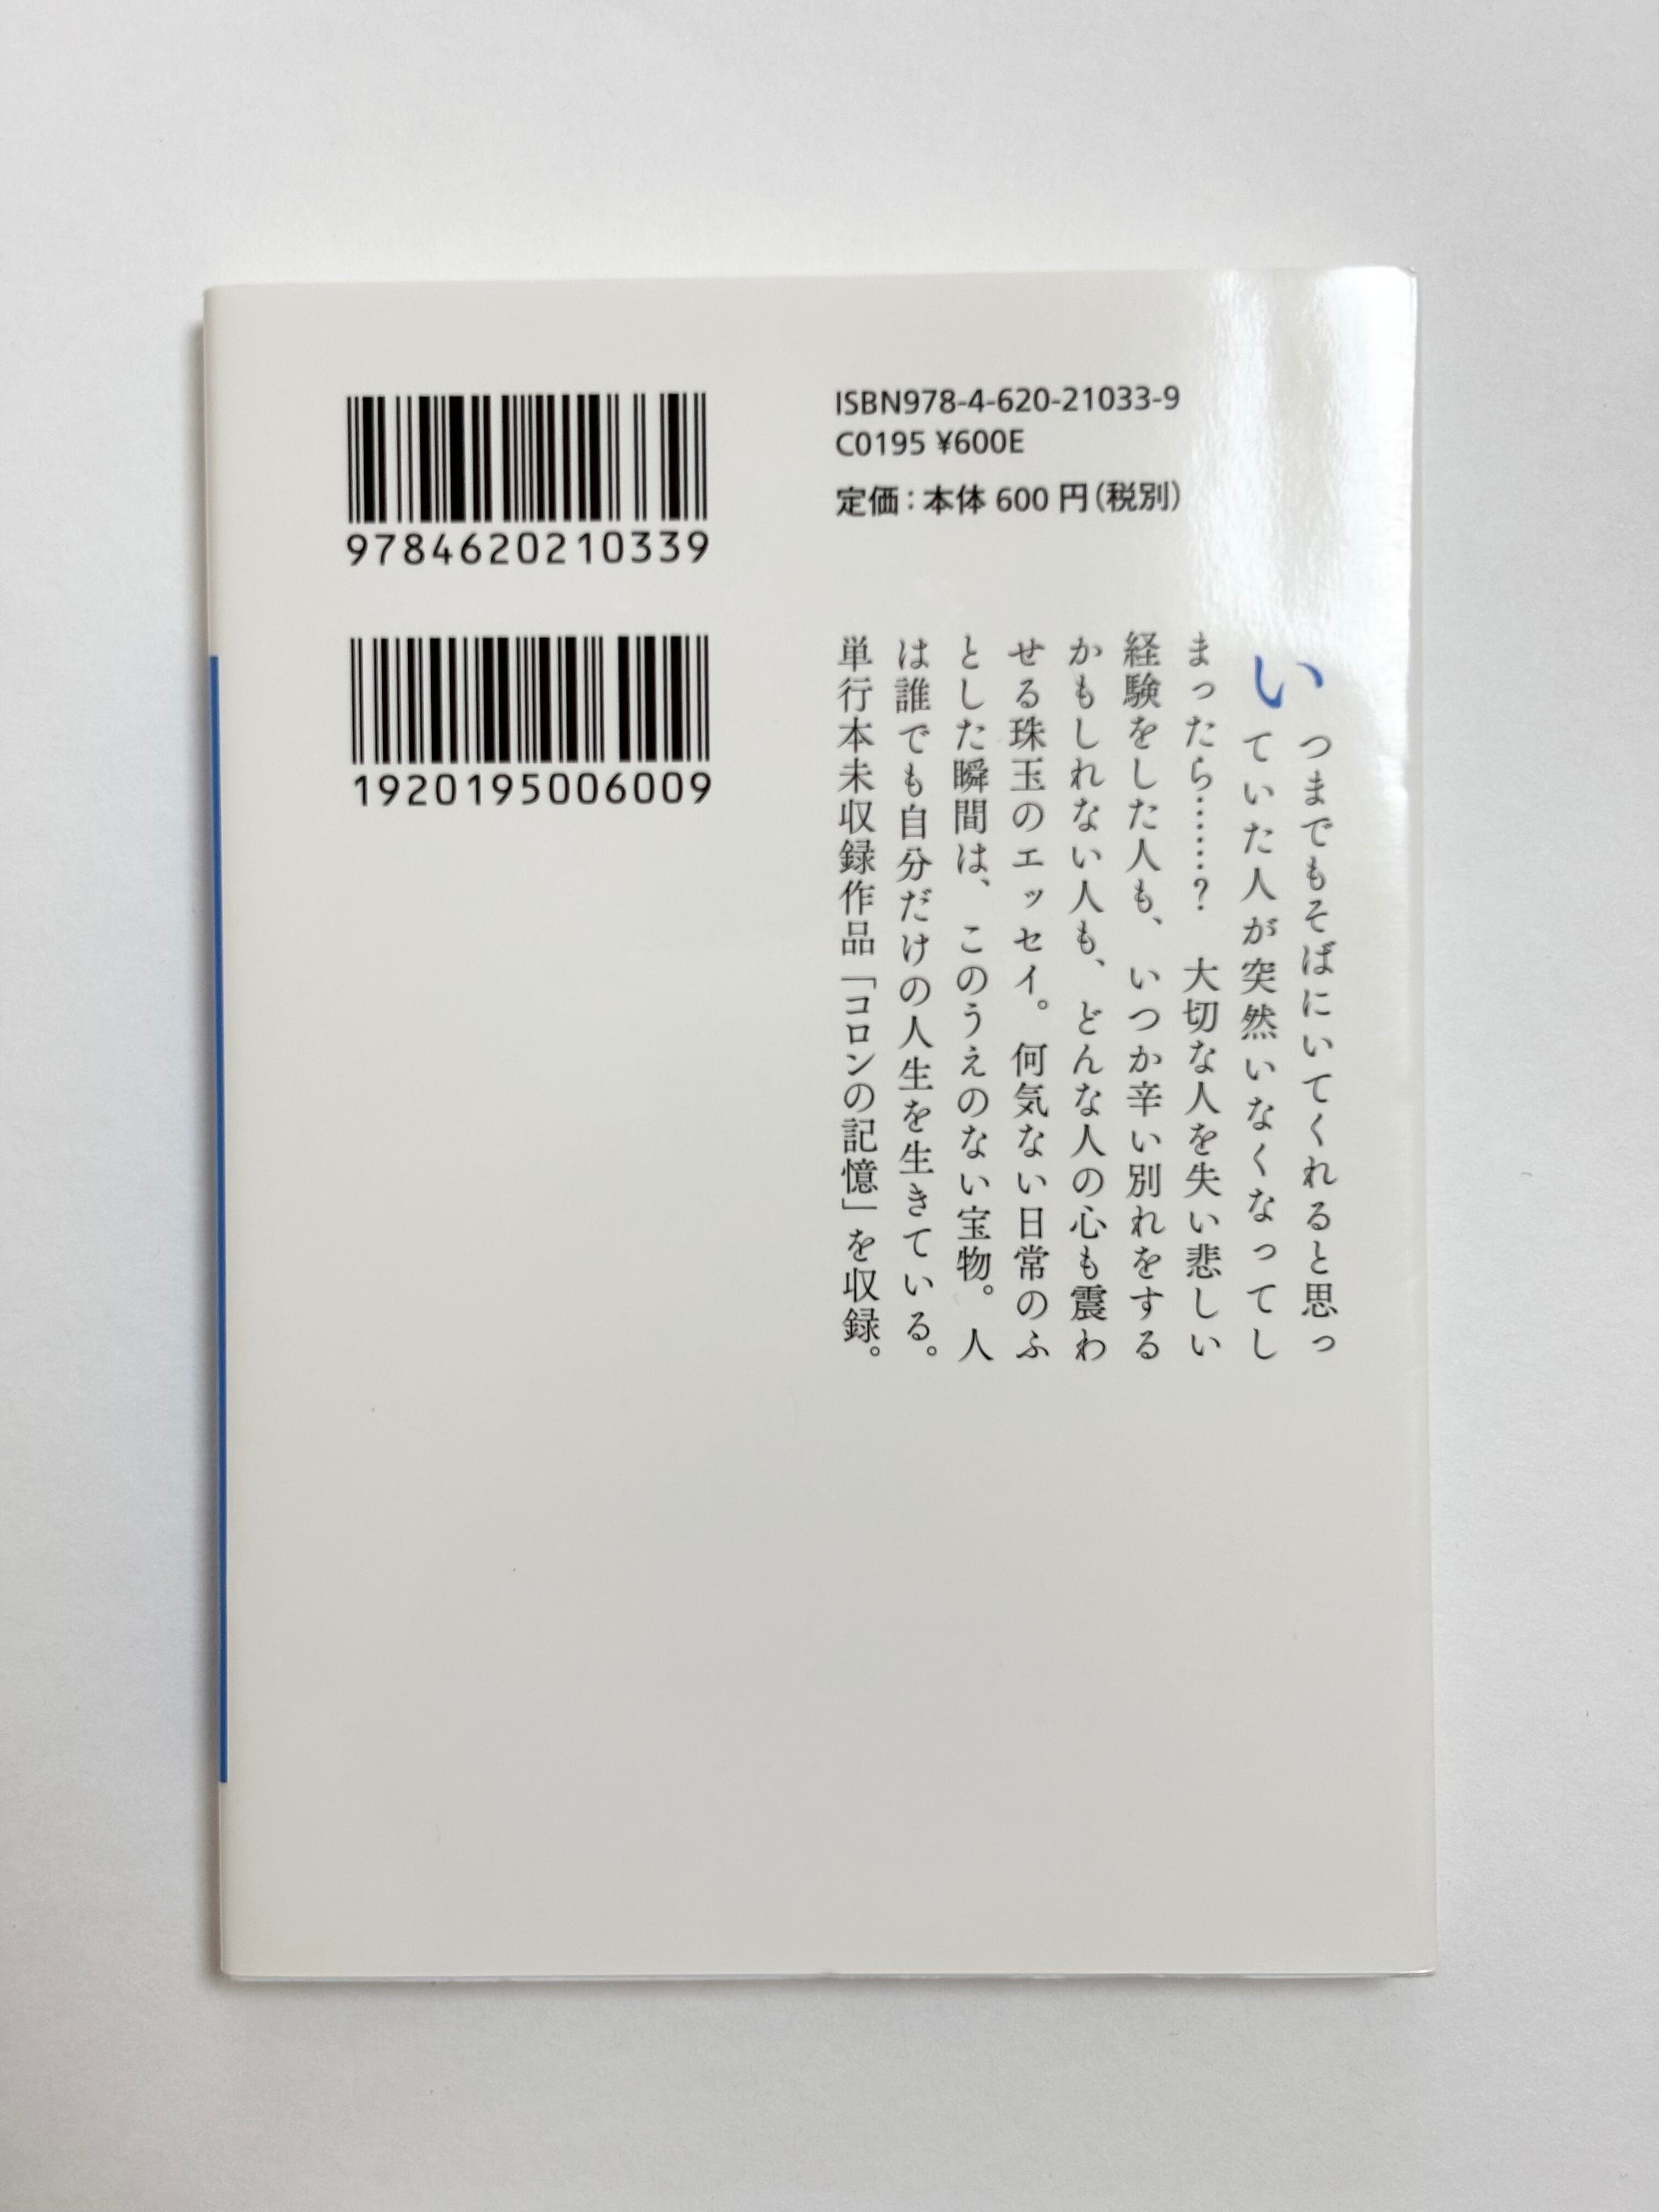 ISBN978-4-620-21033-9
C0195 ¥600E
定価：本体 600 円（税別）
9784620210339
1920195006009
いつまでもそばにいてくれると思っ
ていた人が突然いなくなってし
まったら……？　大切な人を失い悲しい
経験をした人も、いつか辛い別れをする
かもしれない人も、どんな人の心も震わ
せる珠玉のエッセイ。何気ない日常のふ
とした瞬間は、このうえのない宝物。人
は誰でも自分だけの人生を生きている。
単行本未収録作品「コロンの記憶」を収録。